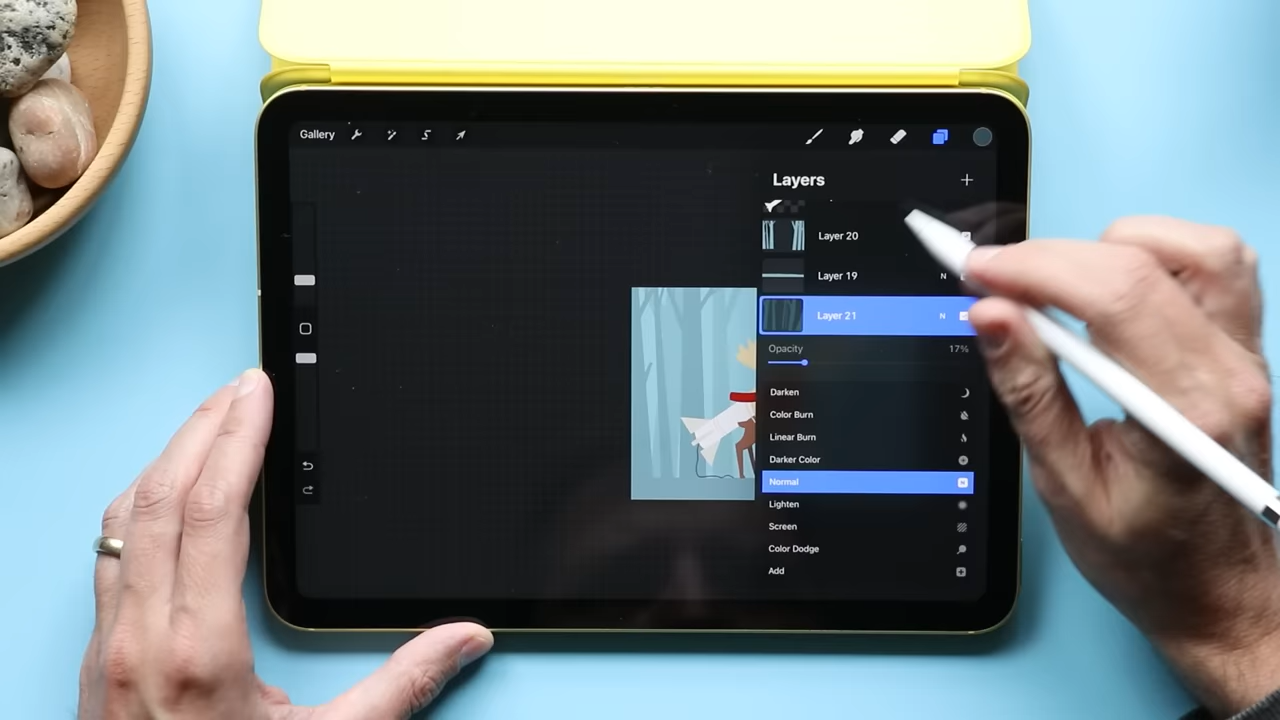 Gallery
Layers
Layer 20
Layer 19 N
Layer 21 N
Opacity 17%
Darken
Color Burn
Linear Burn
Darker Color
Normal
Lighten
Screen
Color Dodge
Add